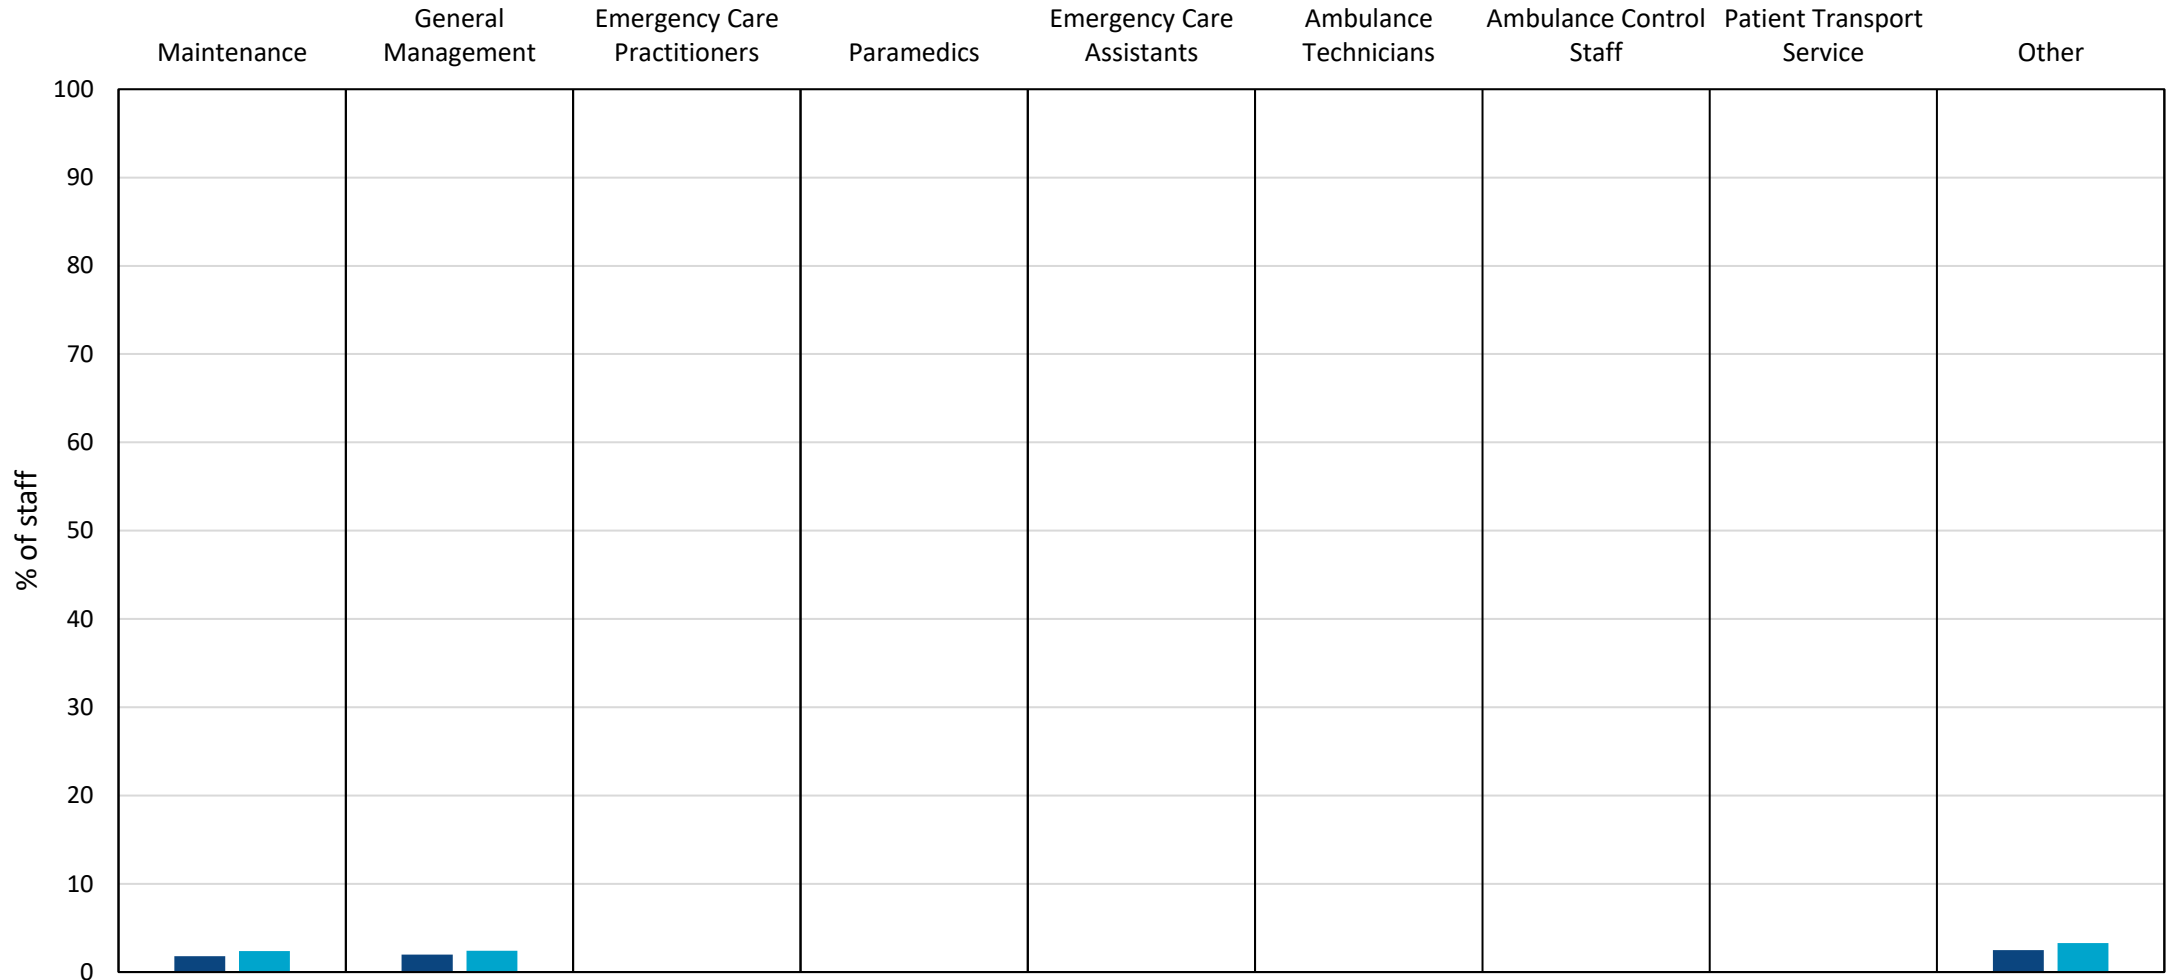 Maintenance
General
Management
Emergency Care
Practitioners
Paramedics
Emergency Care
Assistants
Ambulance
Technicians
Ambulance Control
Staff
Patient Transport
Service
Other
100
90
80
70
60
50
40
30
20
10
0
% of staff